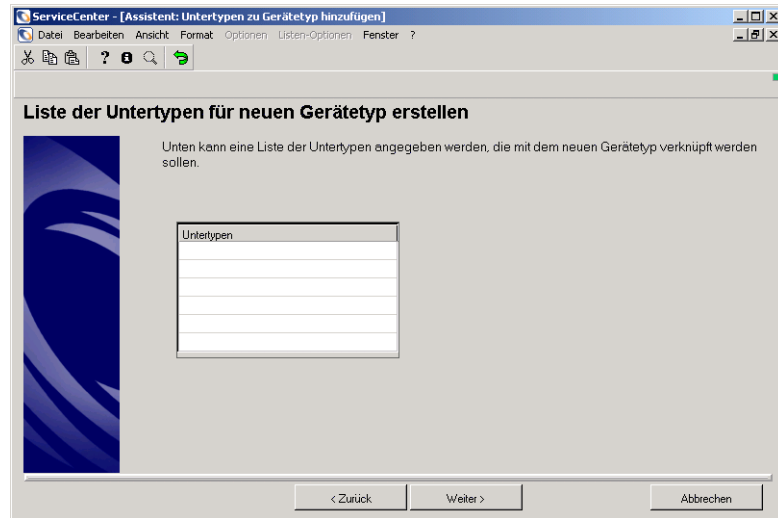 ServiceCenter - [Assistent: Untertypen zu Gerätetyp hinzufügen]
Datei Bearbeiten Ansicht Format Optionen Listen-Optionen Fenster ?
Liste der Untertypen für neuen Gerätetyp erstellen
Unten kann eine Liste der Untertypen angegeben werden, die mit dem neuen Gerätetyp verknüpft werden
sollen.
Untertypen
< Zurück Weiter > Abbrechen